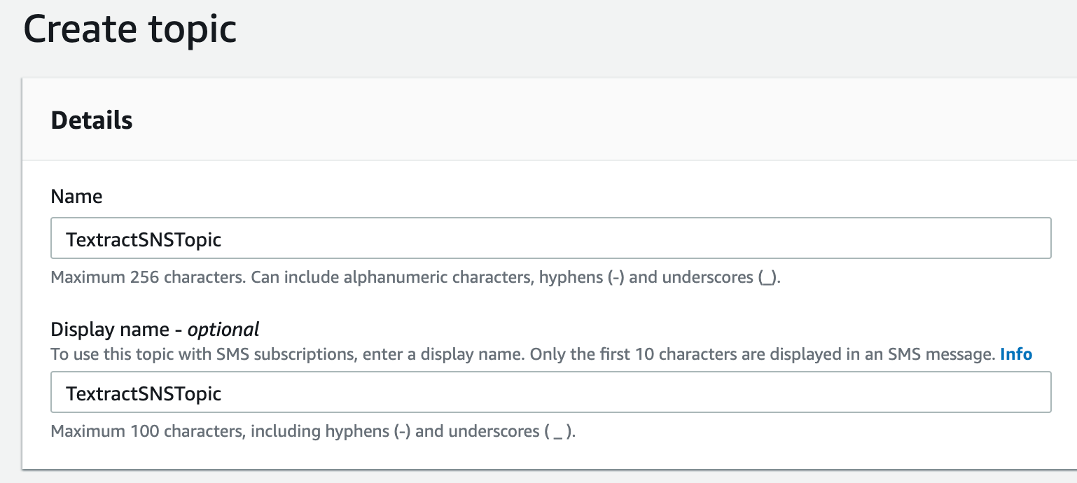 Create topic
Details
Name
TextractSNSTopic
Maximum 256 characters. Can include alphanumeric characters, hyphens (-) and underscores (_).
Display name - optional
To use this topic with SMS subscriptions, enter a display name. Only the first 10 characters are displayed in an SMS message. Info
TextractSNSTopic
Maximum 100 characters, including hyphens (-) and underscores ( _ ).